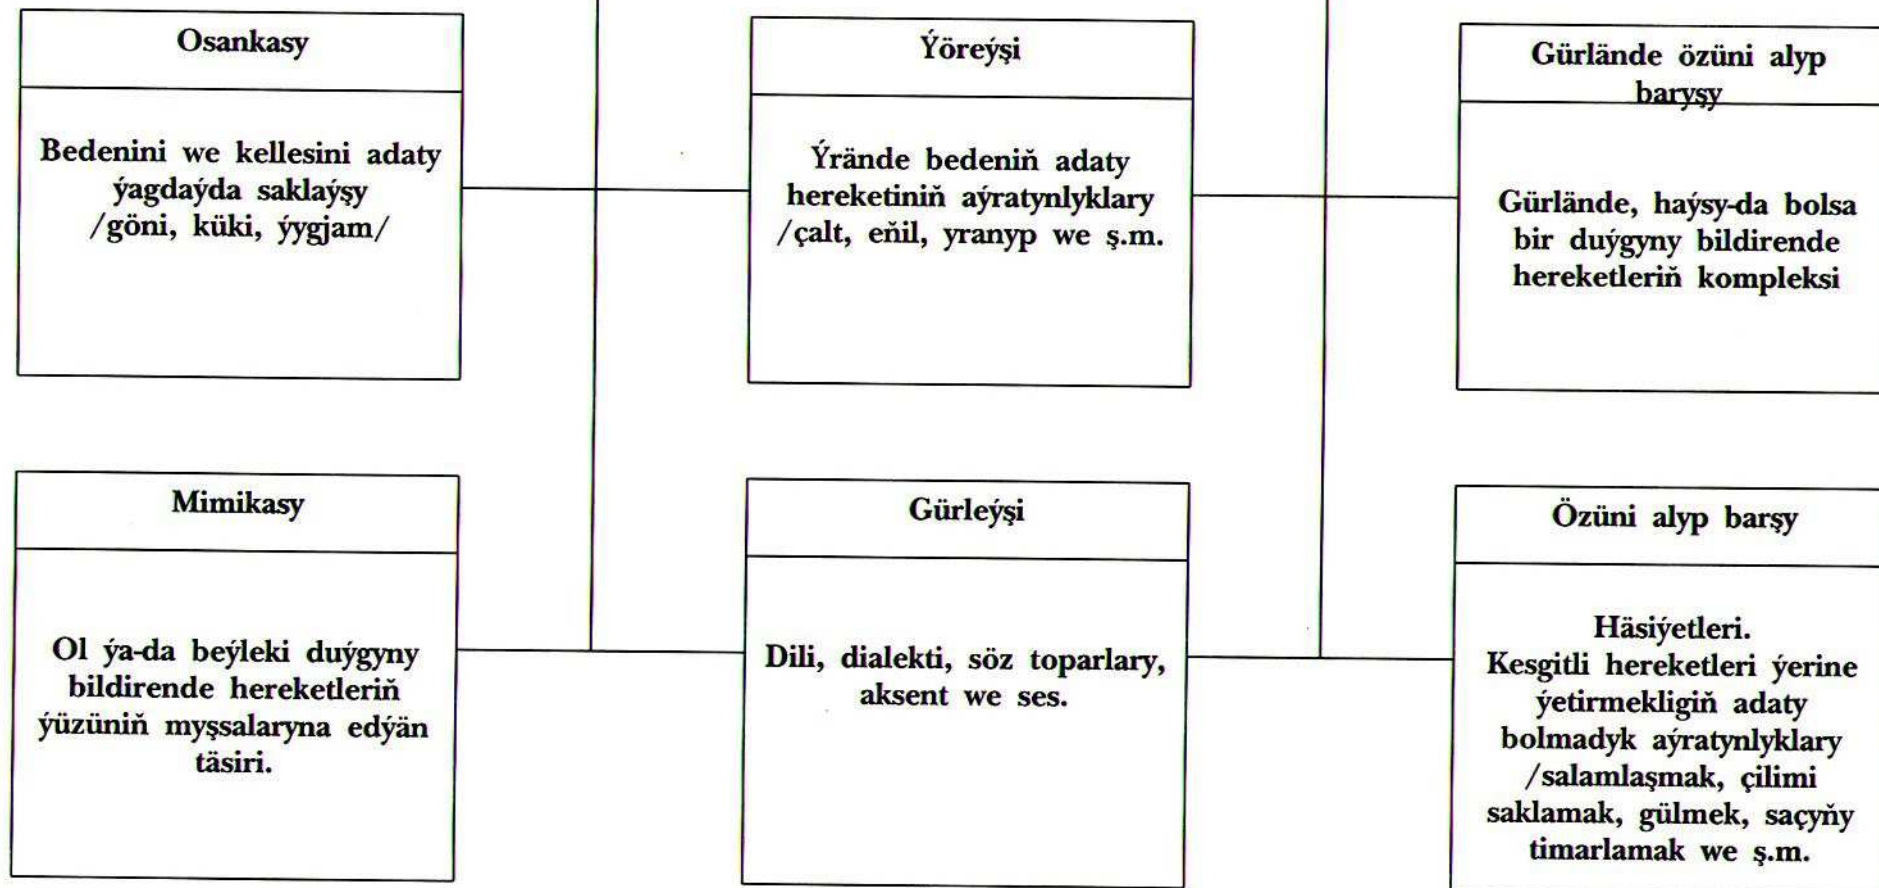 Osankasy
Bedenini we kellesini adaty
ýagdaýda saklaýşy
/göni, küki, ýygjam/
Ýöreýşi
Ýrände bedeniň adaty
hereketiniň aýratynlyklary
/çalt, eňil, yranyp we ş.m.
Gürlände özüni alyp
baryşy
Gürlände, haýsy-da bolsa
bir duýgyny bildirende
hereketleriň kompleksi
Mimikasy
Ol ýa-da beýleki duýgyny
bildirende hereketleriň
ýüzüniň myşsalaryna edýän
täsiri.
Gürleýşi
Dili, dialekti, söz toparlary,
aksent we ses.
Özüni alyp barşy
Häsiýetleri.
Kesgitli hereketleri ýerine
ýetirmekligiň adaty
bolmadyk aýratynlyklary
/salamlaşmak, çilimi
saklamak, gülmek, saçyňy
timarlamak we ş.m.